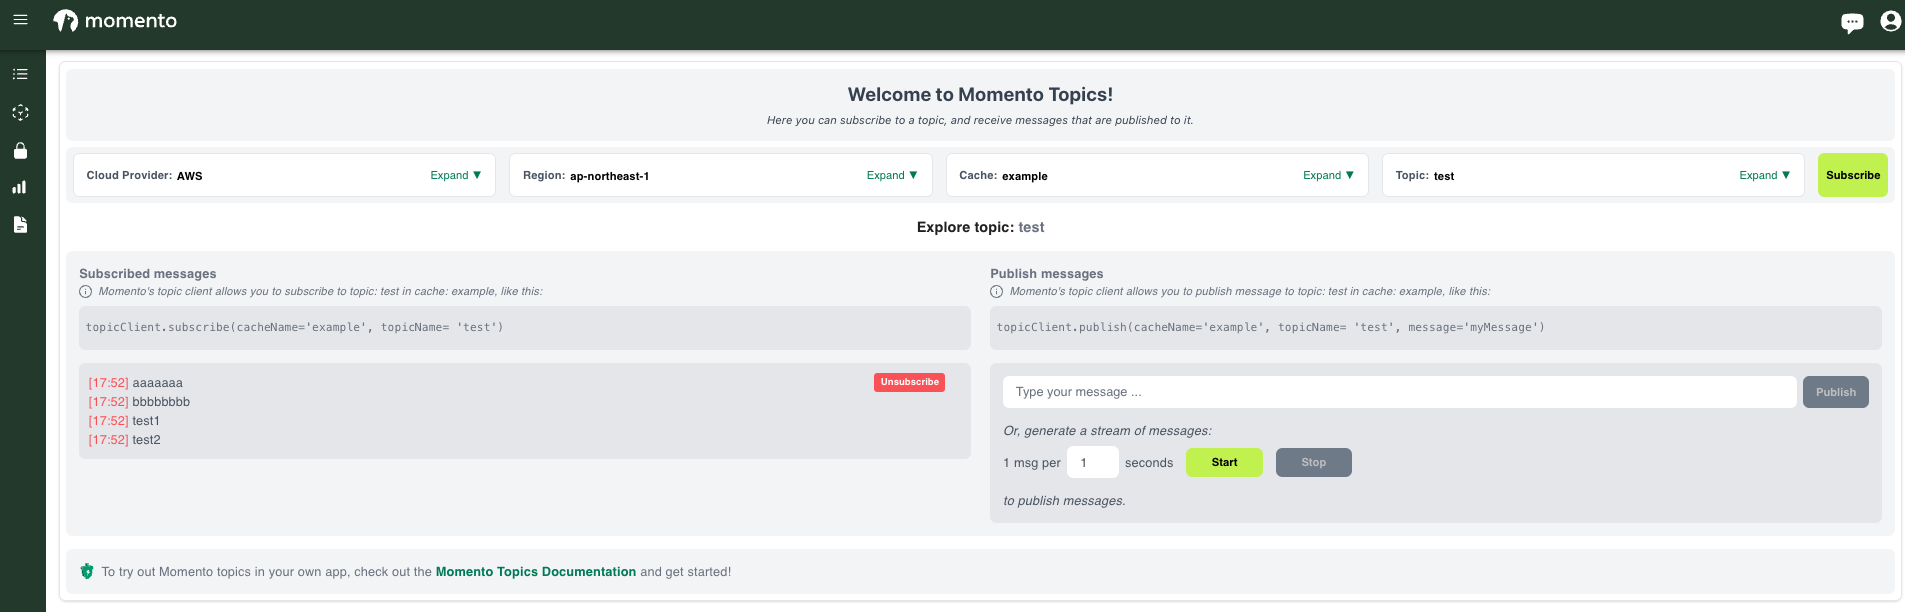 momento
Welcome to Momento Topics!
Here you can subscribe to a topic, and receive messages that are published to it.
Cloud Provider: AWS Expand ▼
Region: ap-northeast-1 Expand ▼
Cache: example Expand ▼
Topic: test Expand ▼
Subscribe
Explore topic: test
Subscribed messages
Momento's topic client allows you to subscribe to topic: test in cache: example, like this:
topicClient.subscribe(cacheName='example', topicName= 'test')
[17:52] aaaaaaa
Unsubscribe
[17:52] bbbbbbbb
[17:52] test1
[17:52] test2
Publish messages
Momento's topic client allows you to publish message to topic: test in cache: example, like this:
topicClient.publish(cacheName='example', topicName= 'test', message='myMessage')
Type your message ...
Publish
Or, generate a stream of messages:
1 msg per 1 seconds Start Stop
to publish messages.
To try out Momento topics in your own app, check out the Momento Topics Documentation and get started!